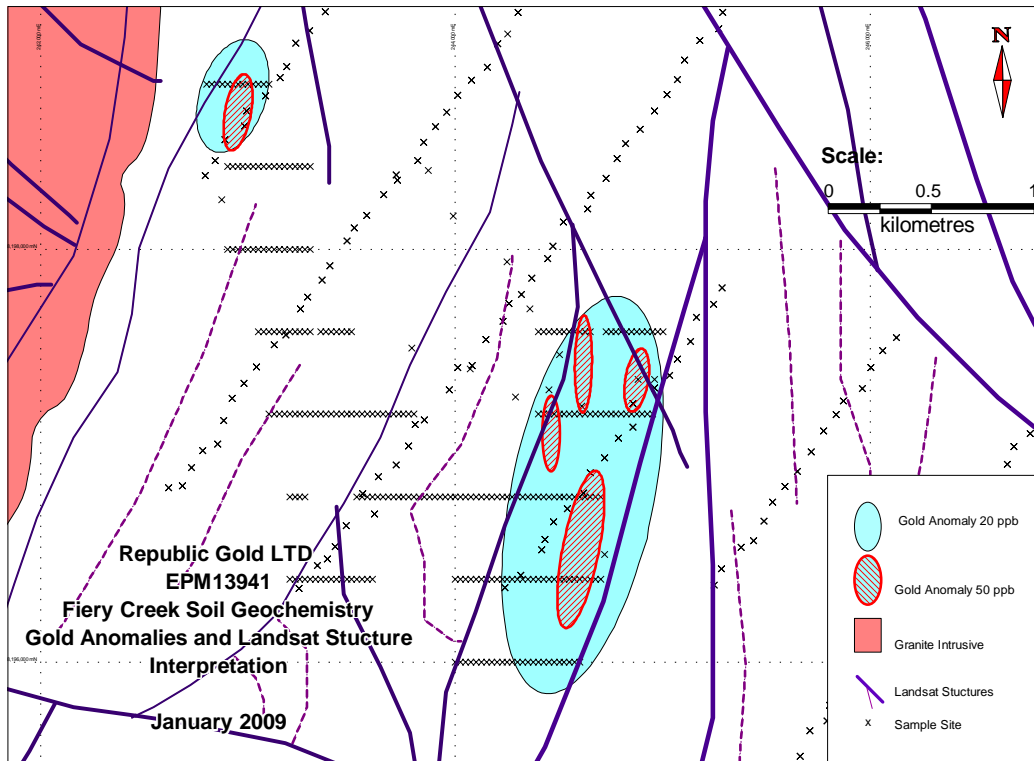 N
Scale:
0 0.5 1
kilometres
Republic Gold LTD
EPM13941
Fiery Creek Soil Geochemistry
Gold Anomalies and Landsat Stucture
Interpretation
January 2009
Gold Anomaly 20 ppb
Gold Anomaly 50 ppb
Granite Intrusive
Landsat Stuctures
Sample Site